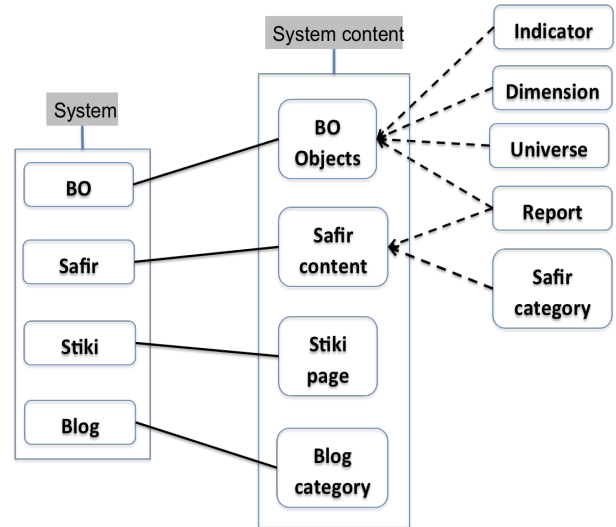 System content
System
Indicator
Dimension
Universe
Report
Safir
category
BO
Safir
Stiki
Blog
BO
Objects
Safir
content
Stiki
page
Blog
category